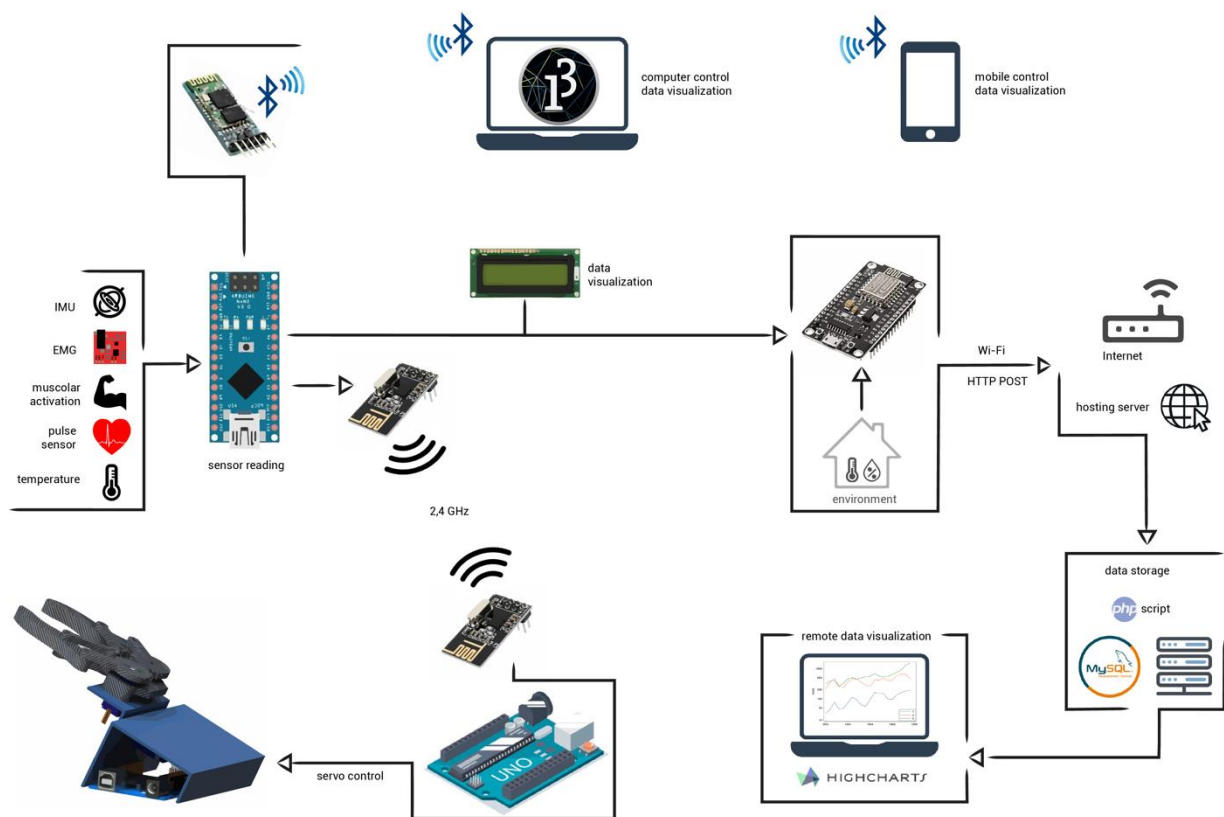 computer control
data visualization
mobile control
data visualization
data
visualization
IMU
EMG
muscolar
activation
pulse
sensor
temperature
sensor reading
2,4 GHz
environment
Wi-Fi
HTTP POST
Internet
hosting server
data storage
php script
MySQL
remote data visualization
HIGHCHARTS
servo control
UNO